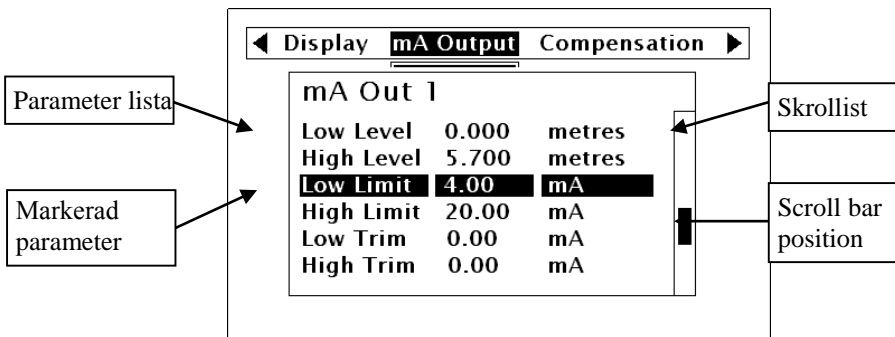 Display mA Output Compensation
Parameter lista
mA Out 1
Skrollist
Low Level 0.000 metres
High Level 5.700 metres
Low Limit 4.00 mA
Markerad
parameter
High Limit 20.00 mA
Low Trim 0.00 mA
High Trim 0.00 mA
Scroll bar
position